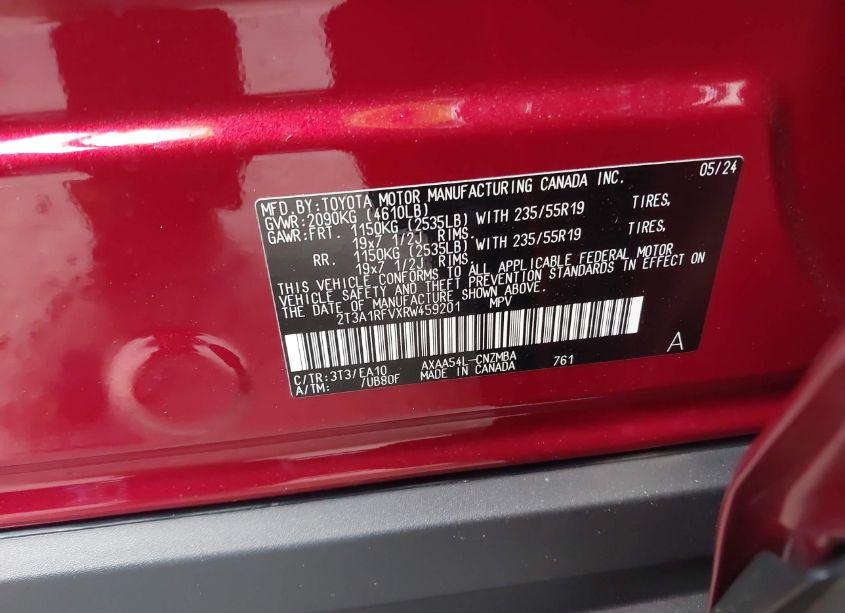 MFD.BY:TOYOTA MOTOR MANUFACTURING CANADA INC. 05/24
GVWR:2090KG (4610LB)
GAWR:FRT. 1150KG (2535LB) WITH 235/55R19 TIRES,
19x7 1/2J RIMS.
RR. 1150KG (2535LB) WITH 235/55R19 TIRES,
19x7 1/2J RIMS.
THIS VEHICLE CONFORMS TO ALL APPLICABLE FEDERAL MOTOR
VEHICLE SAFETY AND THEFT PREVENTION STANDARDS IN EFFECT ON
THE DATE OF MANUFACTURE SHOWN ABOVE.
2T3A1RFVXRW459201 MPV
C/TR:3T3/EA10 AXAA54L-CNZMBA 761 A
A/TM: 7UB80F MADE IN CANADA